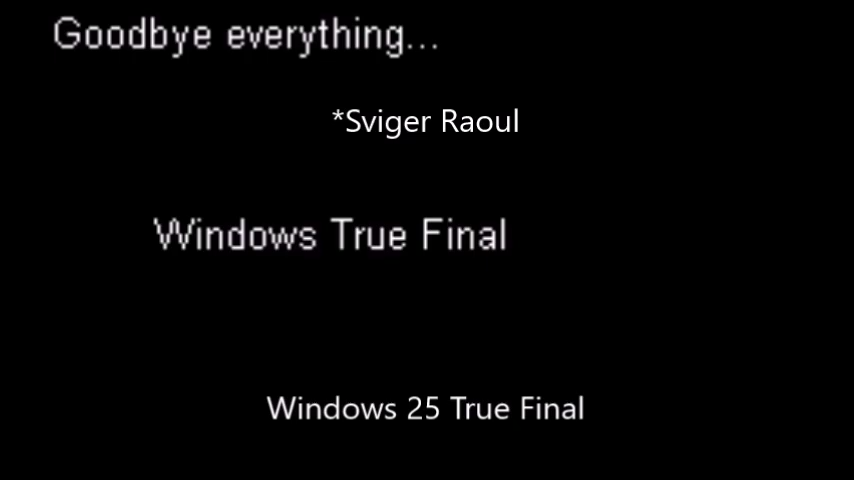 Goodbye everything...
*Sviger Raoul
Windows True Final
Windows 25 True Final